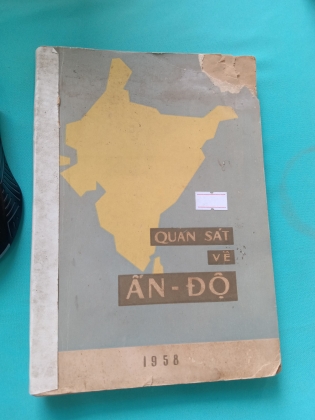 QUAN SÁT
VỀ
ẤN-ĐỘ
1958